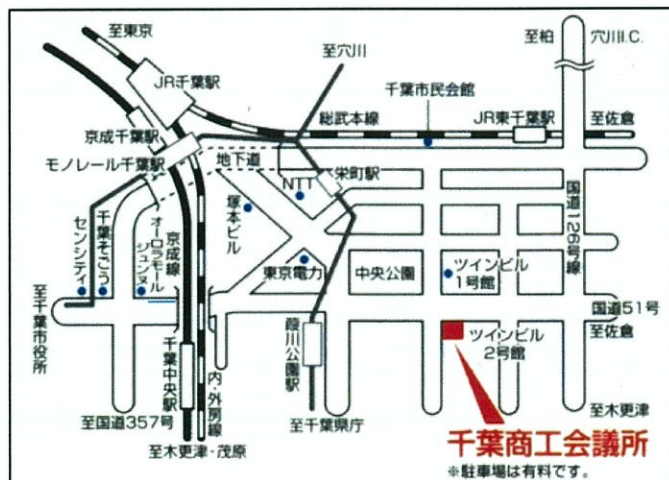 至東京
至穴川
至柏
穴川I.C.
JR千葉駅
千葉市民会館
京成千葉駅
総武本線
JR東千葉駅
至佐倉
モノレール千葉駅
地下道
NTT
栄町駅
国道126号線
塚本ビル
センシティ
千葉そごう
オーロラモール
ジュンヌ
京成線
東京電力
中央公園
ツインビル
1号館
至千葉市役所
国道51号
至佐倉
千葉中央駅
内・外房線
葭川公園駅
ツインビル
2号館
至国道357号
至木更津・茂原
至千葉県庁
至木更津
千葉商工会議所
※駐車場は有料です。